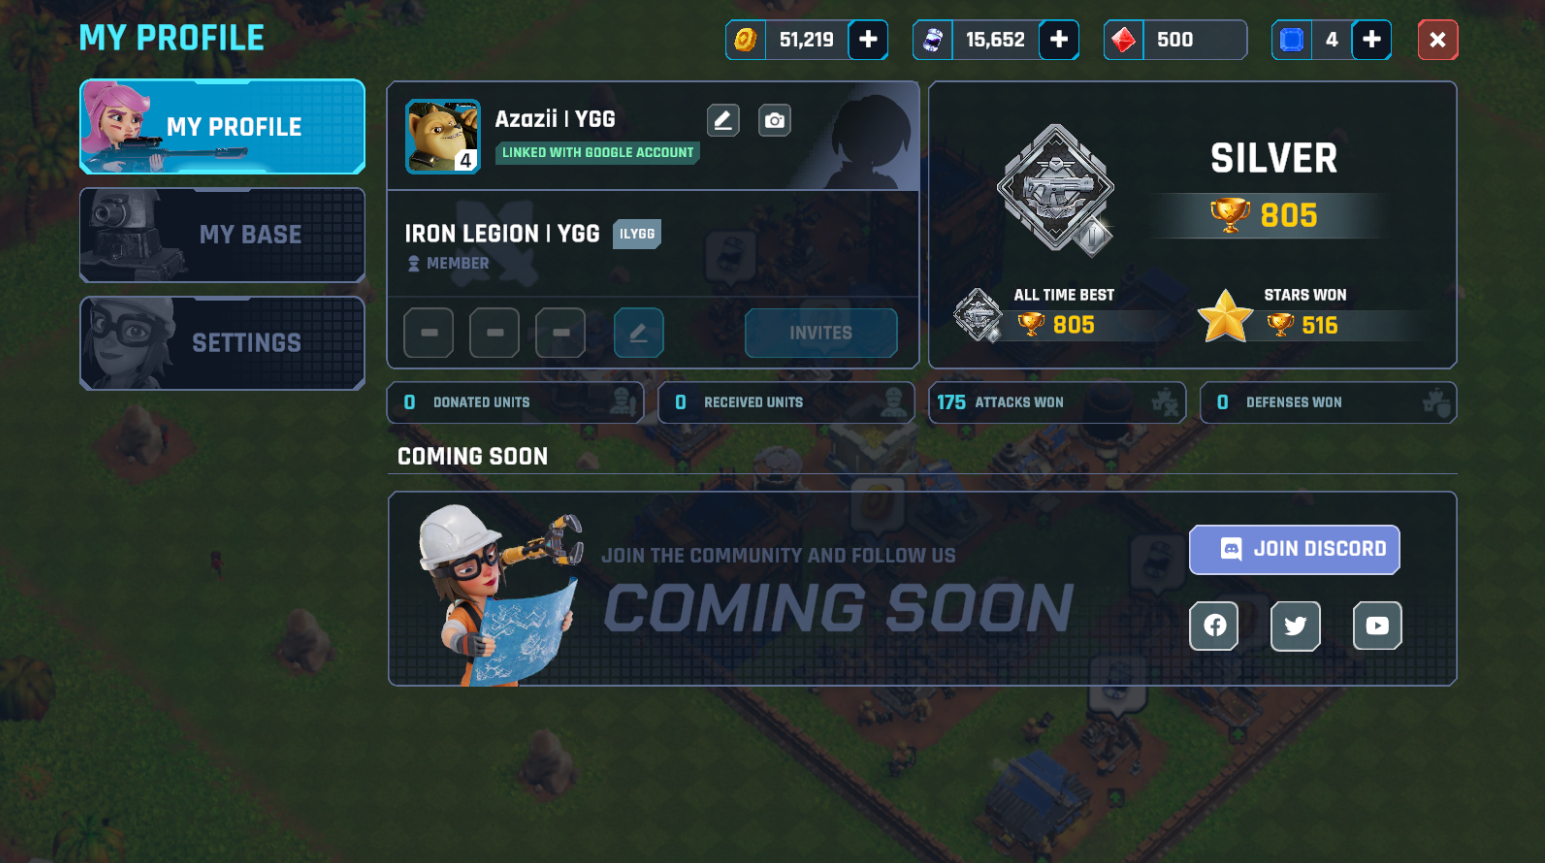 MY PROFILE
51,219
15,652
500
4
MY PROFILE
MY BASE
SETTINGS
4
Azazii | YGG
LINKED WITH GOOGLE ACCOUNT
IRON LEGION | YGG
ILYGG
MEMBER
INVITES
SILVER
805
ALL TIME BEST
805
STARS WON
516
0 DONATED UNITS
0 RECEIVED UNITS
175 ATTACKS WON
0 DEFENSES WON
COMING SOON
JOIN THE COMMUNITY AND FOLLOW US
COMING SOON
JOIN DISCORD